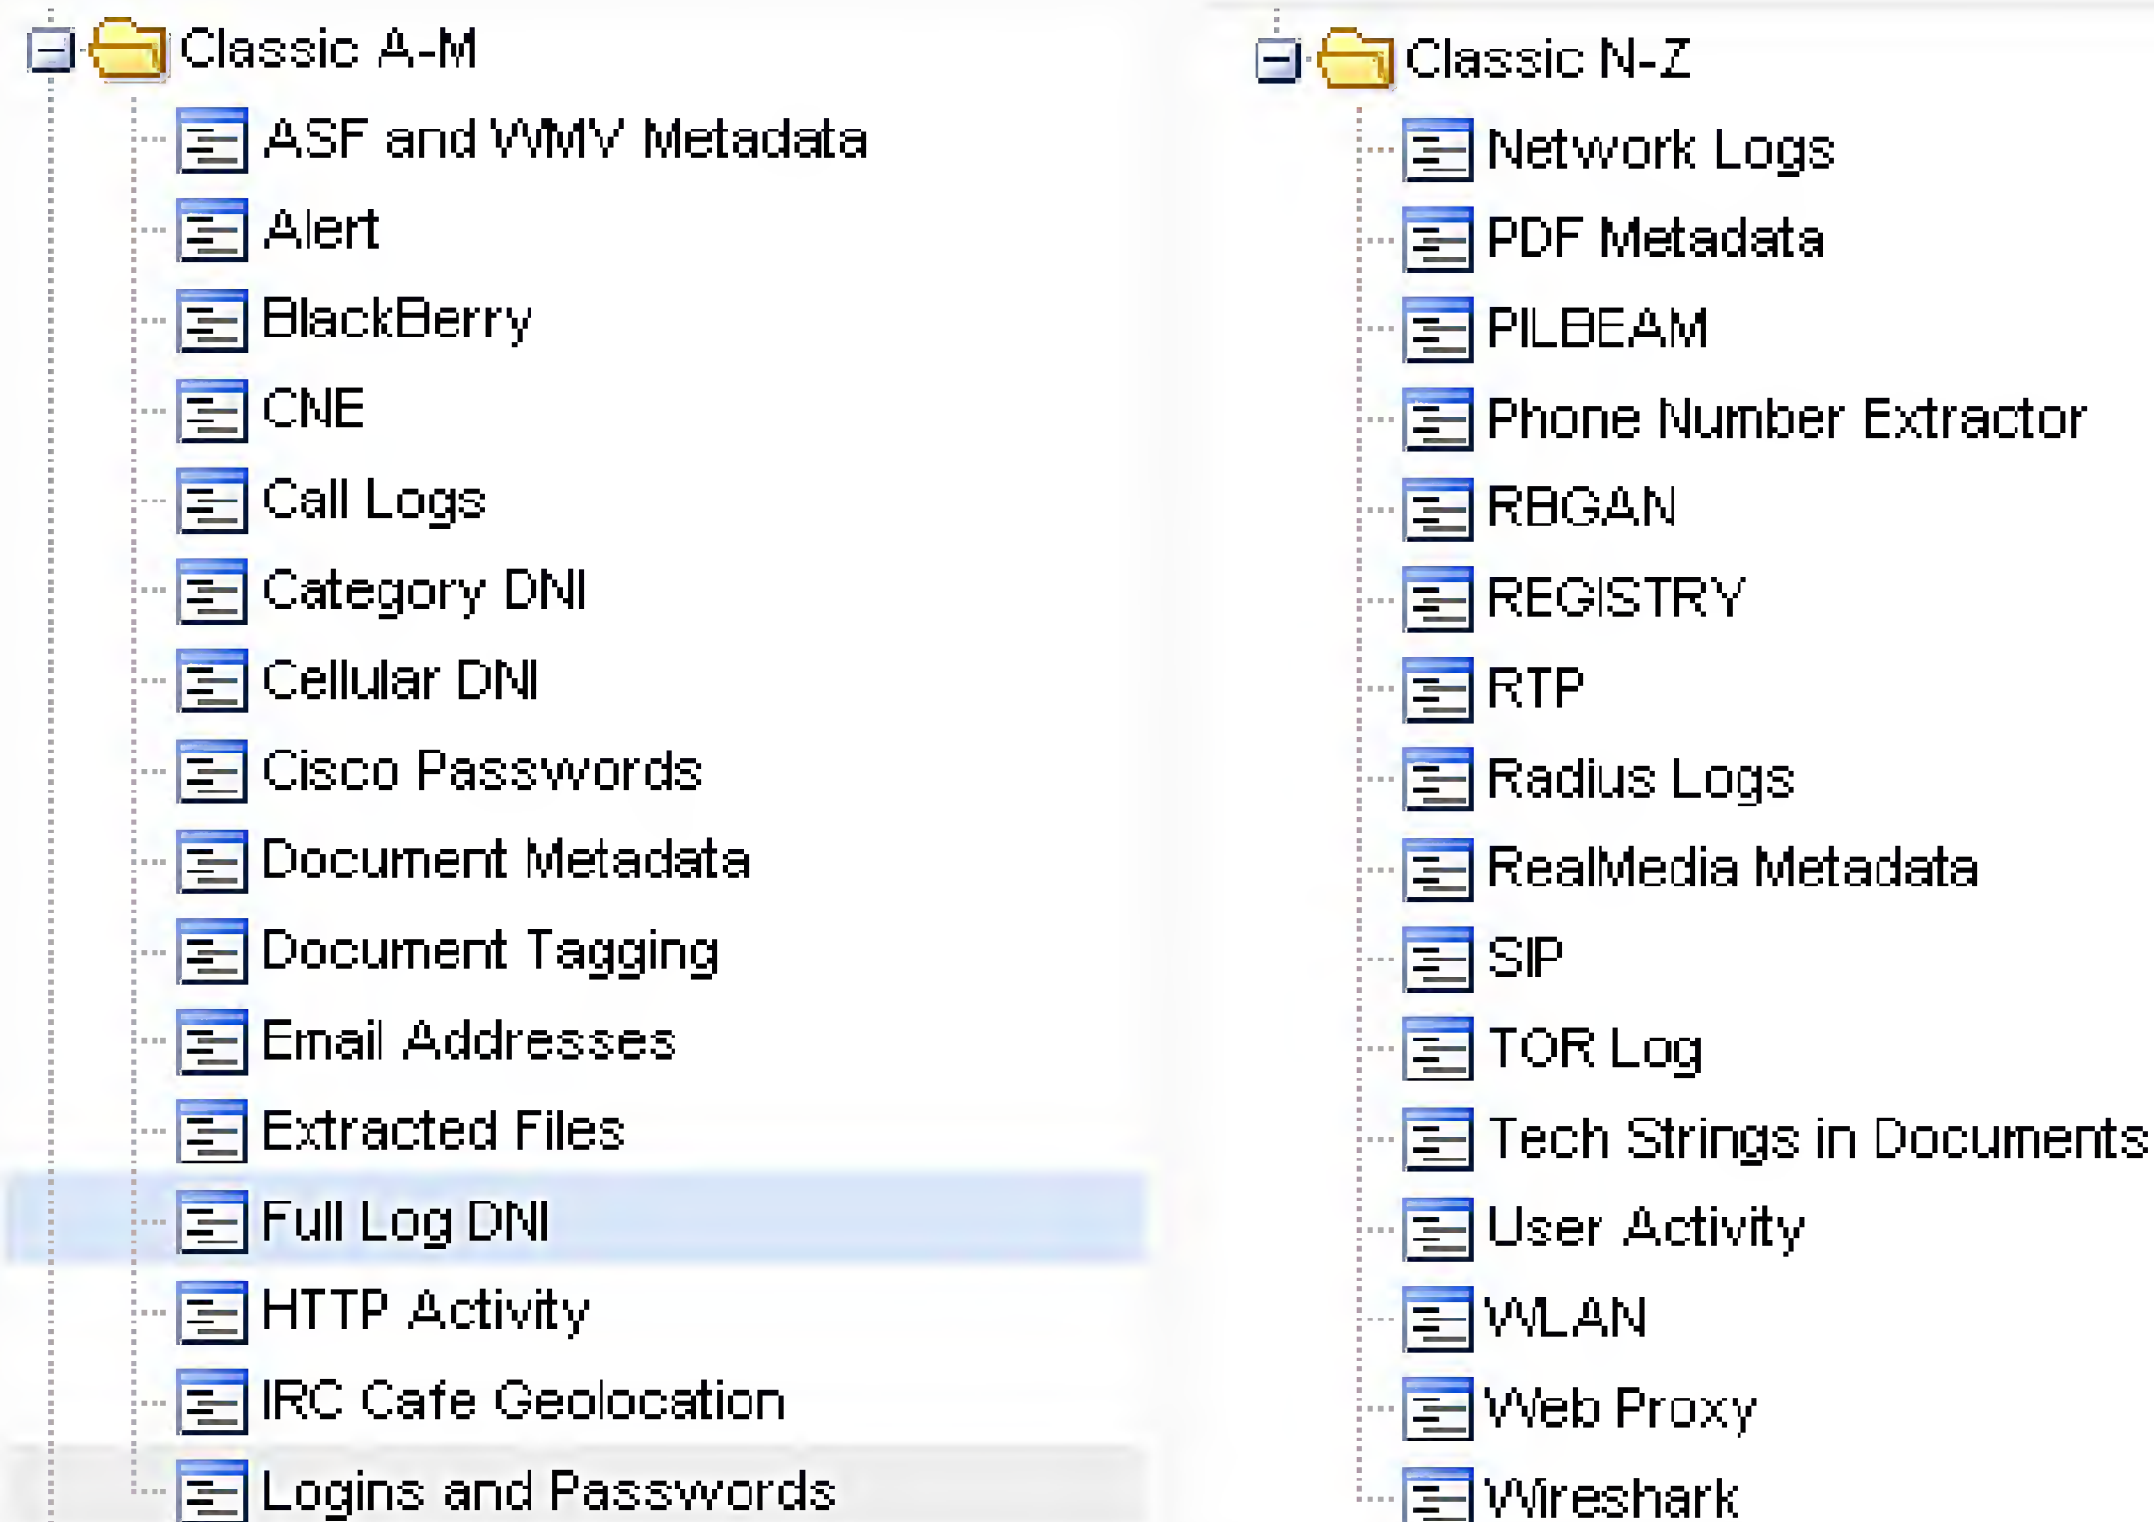 Classic A-M
ASF and WMV Metadata
Alert
BlackBerry
CNE
Call Logs
Category DNI
Cellular DNI
Cisco Passwords
Document Metadata
Document Tagging
Email Addresses
Extracted Files
Full Log DNI
HTTP Activity
IRC Cafe Geolocation
Logins and Passwords
Classic N-Z
Network Logs
PDF Metadata
PILBEAM
Phone Number Extractor
RBGAN
REGISTRY
RTP
Radius Logs
RealMedia Metadata
SIP
TOR Log
Tech Strings in Documents
User Activity
WLAN
Web Proxy
Wireshark